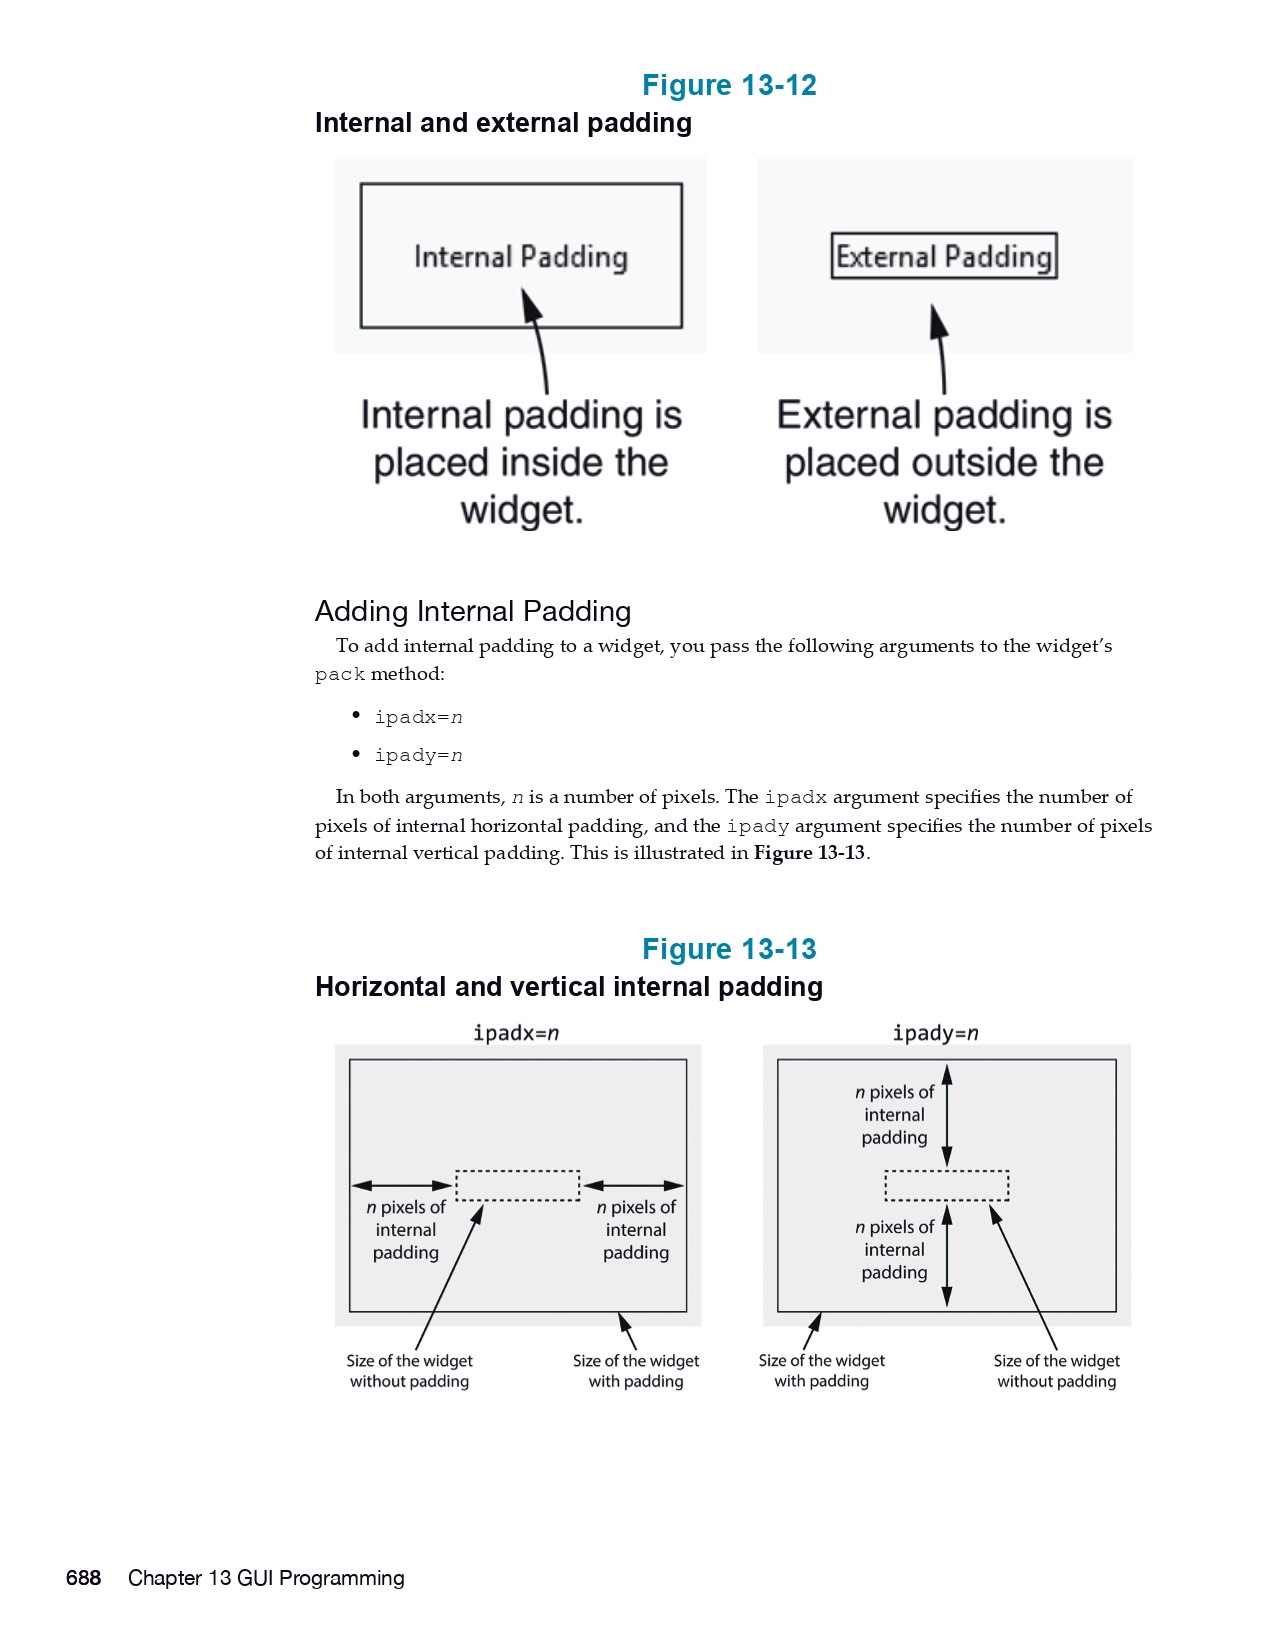 Figure 13-12
Internal and external padding
Internal Padding
External Padding
Internal padding is
placed inside the
widget.
External padding is
placed outside the
widget.
Adding Internal Padding
To add internal padding to a widget, you pass the following arguments to the widget’s
pack method:
• ipadx=n
• ipady=n
In both arguments, n is a number of pixels. The ipadx argument specifies the number of
pixels of internal horizontal padding, and the ipady argument specifies the number of pixels
of internal vertical padding. This is illustrated in Figure 13-13.
Figure 13-13
Horizontal and vertical internal padding
ipadx=n
n pixels of
internal
padding
n pixels of
internal
padding
Size of the widget
without padding
Size of the widget
with padding
ipady=n
n pixels of
internal
padding
n pixels of
internal
padding
Size of the widget
with padding
Size of the widget
without padding
688 Chapter 13 GUI Programming